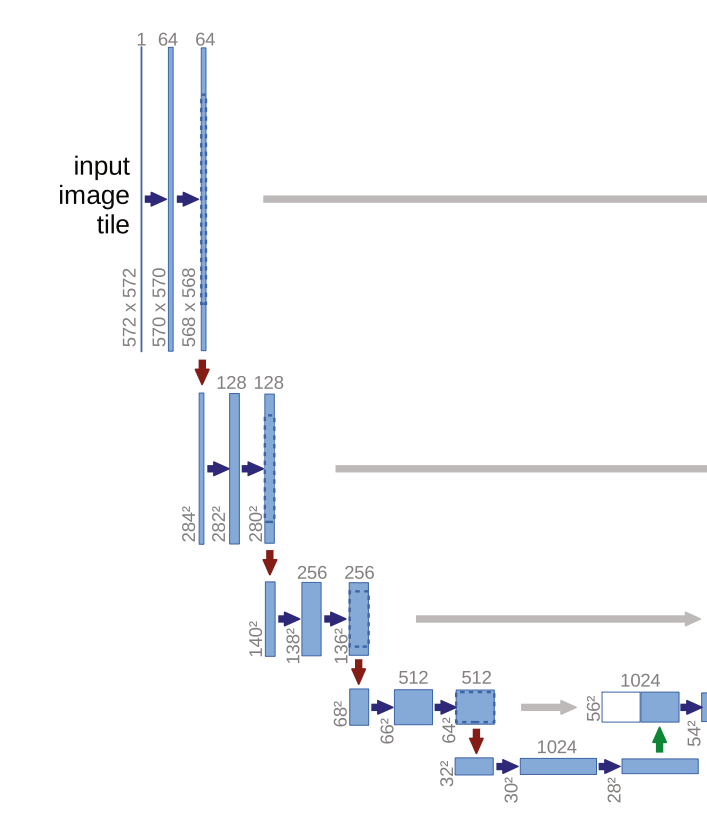 1 64 64
input
image
tile
572 x 572
570 x 570
568 x 568
128 128
284²
282²
280²
256 256
140²
138²
136²
512 512
1024
68²
66²
64²
56²
54²
1024
32²
30²
28²